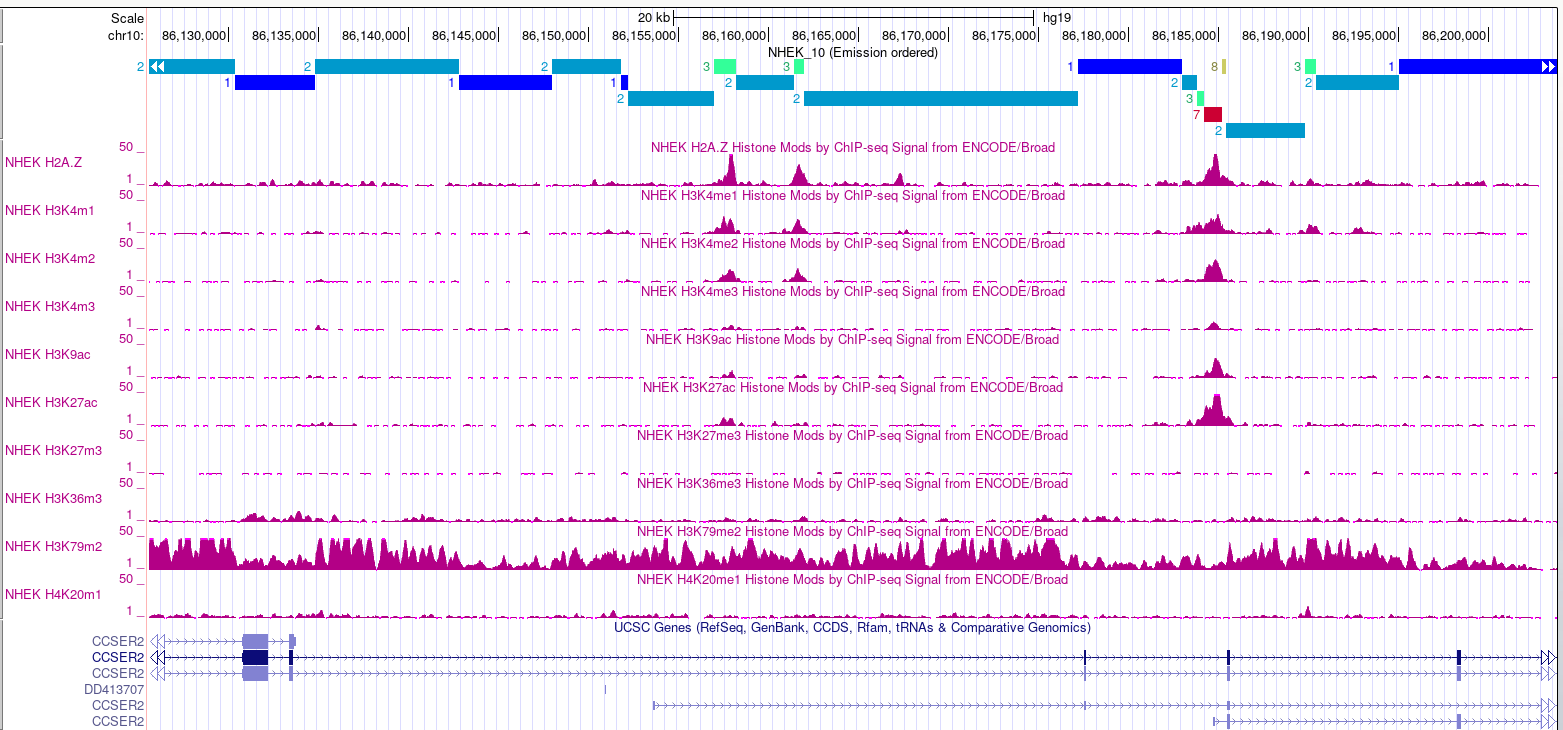 Scale 20 kb hg19
chr10: 86,130,000 86,135,000 86,140,000 86,145,000 86,150,000 86,155,000 86,160,000 86,165,000 86,170,000 86,175,000 86,180,000 86,185,000 86,190,000 86,195,000 86,200,000
NHEK_10 (Emission ordered)
2 2 2 3 3 1 8 3 1
1 1 1 2 2 2
2 2 3
7
2
50 NHEK H2A.Z Histone Mods by ChIP-seq Signal from ENCODE/Broad
NHEK H2A.Z
1
50 NHEK H3K4me1 Histone Mods by ChIP-seq Signal from ENCODE/Broad
NHEK H3K4m1
1
50 NHEK H3K4me2 Histone Mods by ChIP-seq Signal from ENCODE/Broad
NHEK H3K4m2
1
50 NHEK H3K4me3 Histone Mods by ChIP-seq Signal from ENCODE/Broad
NHEK H3K4m3
1
50 NHEK H3K9ac Histone Mods by ChIP-seq Signal from ENCODE/Broad
NHEK H3K9ac
1
50 NHEK H3K27ac Histone Mods by ChIP-seq Signal from ENCODE/Broad
NHEK H3K27ac
1
50 NHEK H3K27me3 Histone Mods by ChIP-seq Signal from ENCODE/Broad
NHEK H3K27m3
1
50 NHEK H3K36me3 Histone Mods by ChIP-seq Signal from ENCODE/Broad
NHEK H3K36m3
1
50 NHEK H3K79me2 Histone Mods by ChIP-seq Signal from ENCODE/Broad
NHEK H3K79m2
1
50 NHEK H4K20me1 Histone Mods by ChIP-seq Signal from ENCODE/Broad
NHEK H4K20m1
1
UCSC Genes (RefSeq, GenBank, CCDS, Rfam, tRNAs & Comparative Genomics)
CCSER2
CCSER2
CCSER2
DD413707
CCSER2
CCSER2